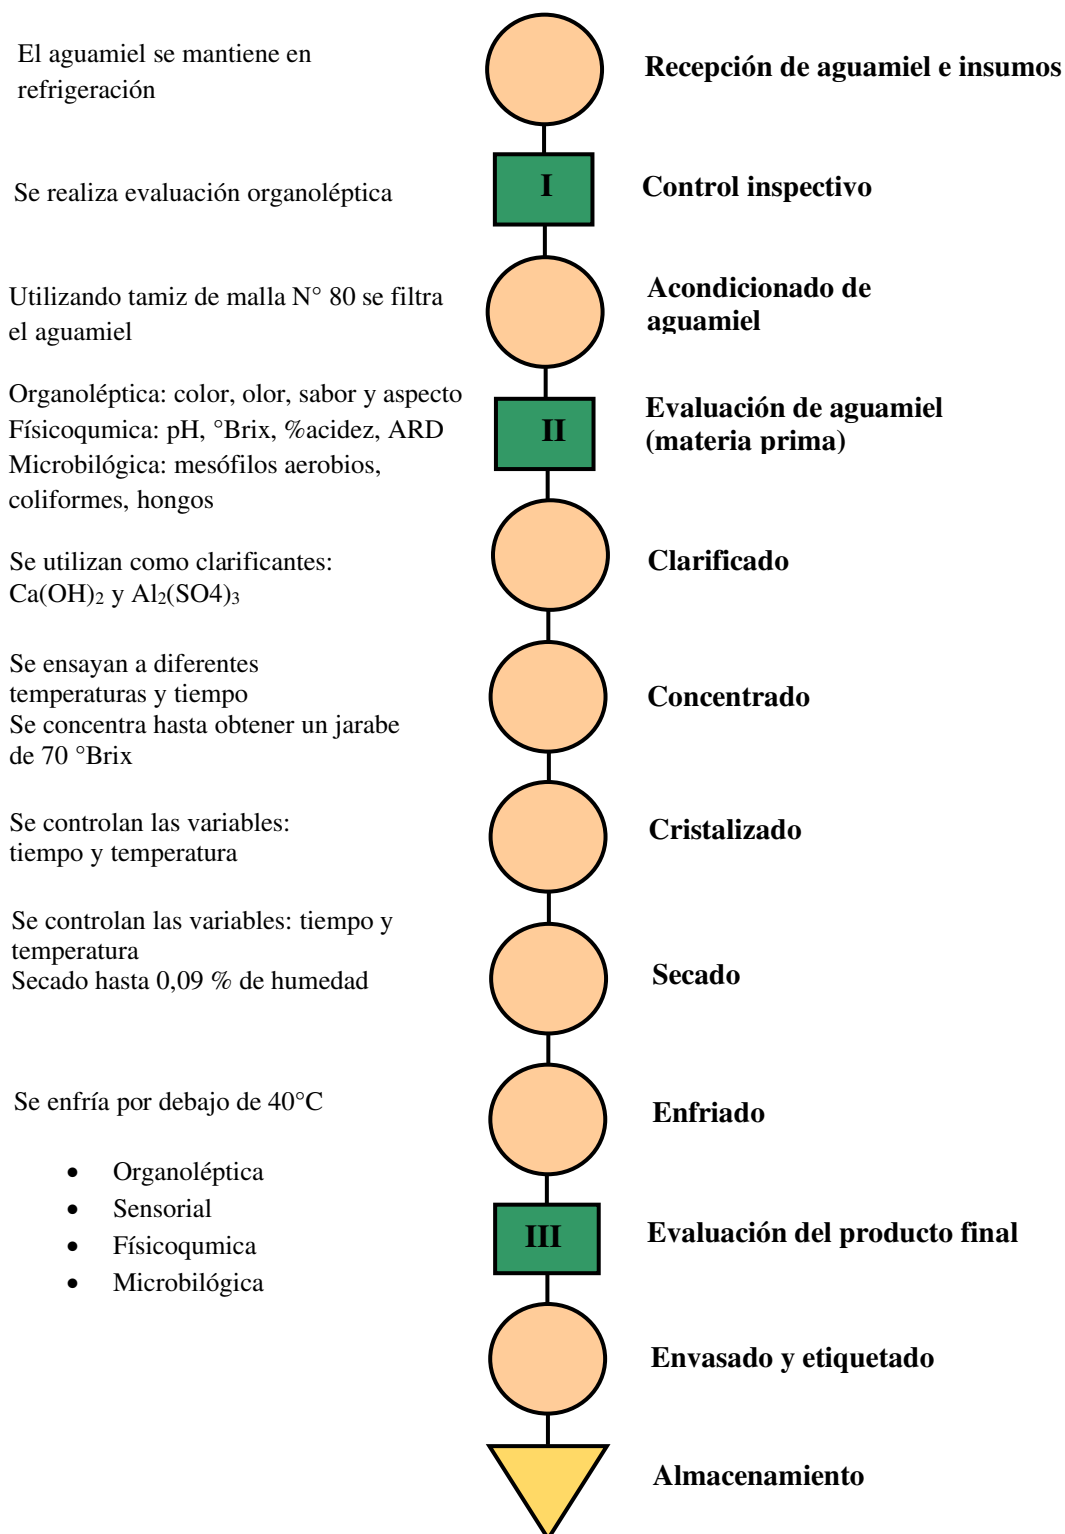 El aguamiel se mantiene en
refrigeración
Recepción de aguamiel e insumos
Se realiza evaluación organoléptica
I
Control inspectivo
Utilizando tamiz de malla N° 80 se filtra
el aguamiel
Acondicionado de
aguamiel
Organoléptica: color, olor, sabor y aspecto
Físicoqumica: pH, °Brix, %acidez, ARD
Microbilógica: mesófilos aerobios,
coliformes, hongos
II
Evaluación de aguamiel
(materia prima)
Se utilizan como clarificantes:
Ca(OH)₂ y Al₂(SO4)₃
Clarificado
Se ensayan a diferentes
temperaturas y tiempo
Se concentra hasta obtener un jarabe
de 70 °Brix
Concentrado
Se controlan las variables:
tiempo y temperatura
Cristalizado
Se controlan las variables: tiempo y
temperatura
Secado hasta 0,09 % de humedad
Secado
Se enfría por debajo de 40°C
Enfriado
• Organoléptica
• Sensorial
• Físicoqumica
• Microbilógica
III
Evaluación del producto final
Envasado y etiquetado
Almacenamiento